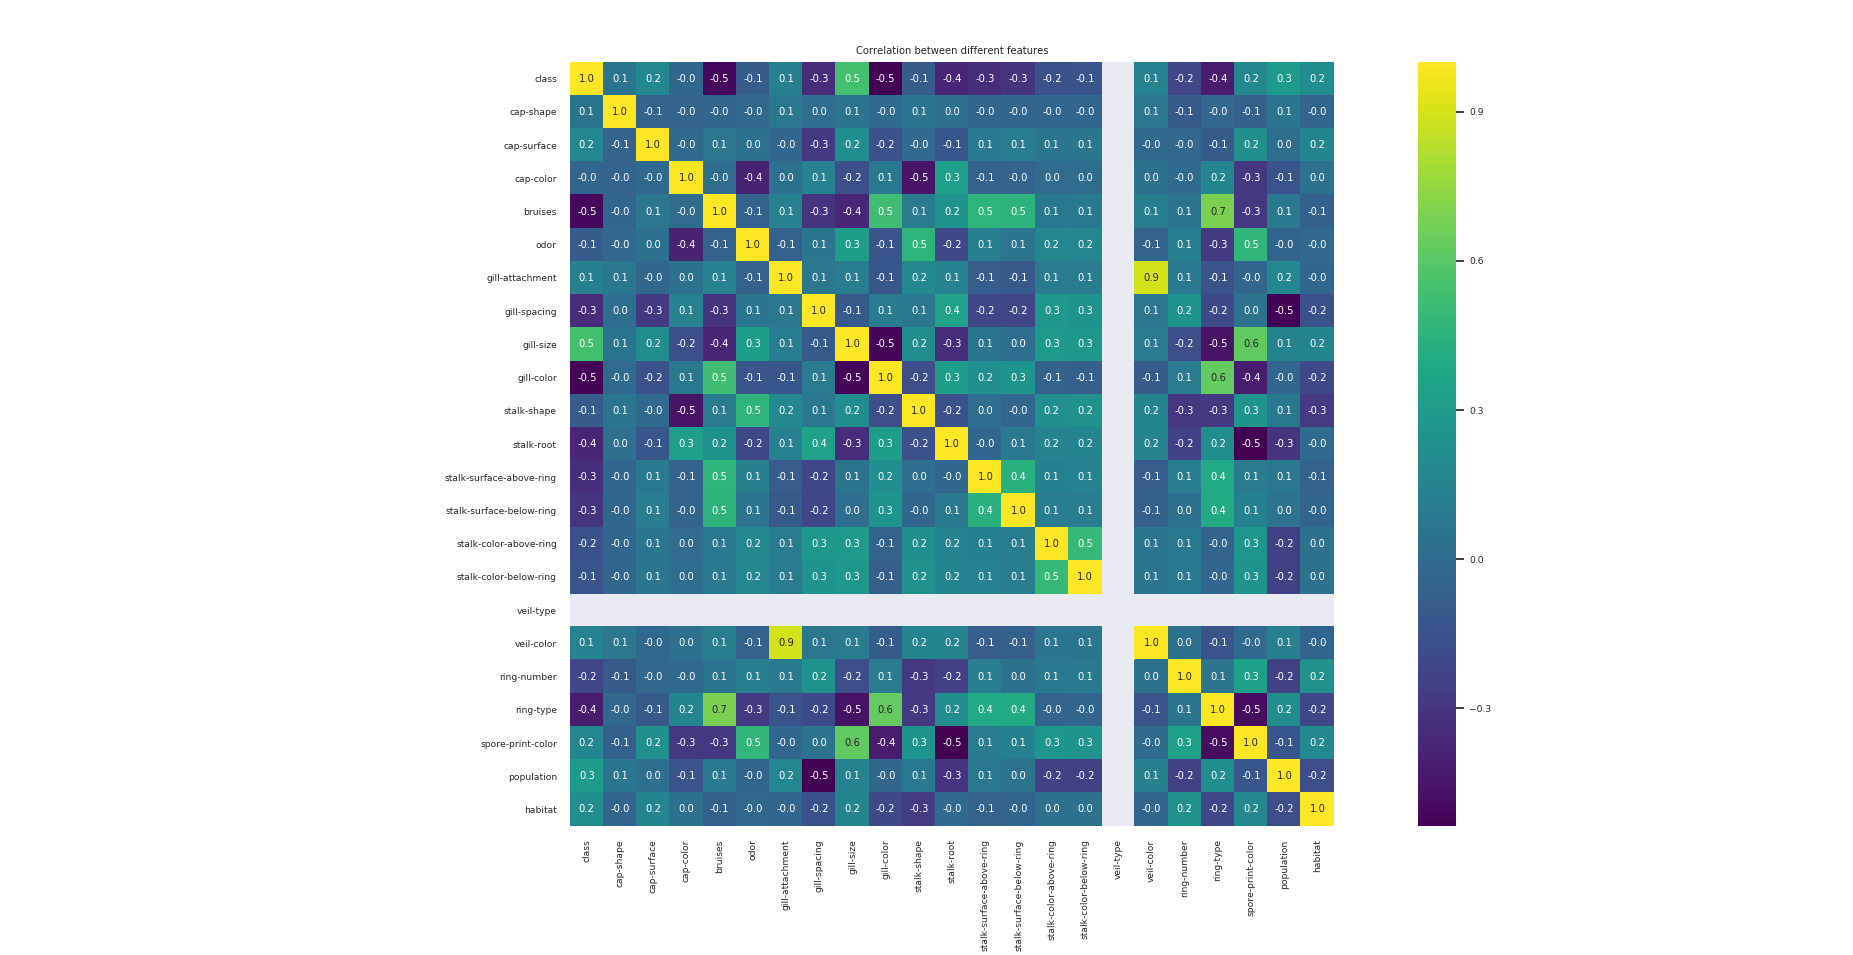 Correlation between different features
class 1.0 0.1 0.2 -0.0 -0.5 -0.1 0.1 -0.3 0.5 -0.5 -0.1 -0.4 -0.3 -0.3 -0.2 -0.1 0.1 -0.2 -0.4 0.2 0.3 0.2
cap-shape 0.1 1.0 -0.1 -0.0 -0.0 -0.0 0.1 0.0 0.1 -0.0 0.1 0.0 -0.0 -0.0 -0.0 -0.0 0.1 -0.1 -0.0 -0.1 0.1 -0.0
0.9
cap-surface 0.2 -0.1 1.0 -0.0 0.1 0.0 -0.0 -0.3 0.2 -0.2 -0.0 -0.1 0.1 0.1 0.1 0.1 -0.0 -0.0 -0.1 0.2 0.0 0.2
cap-color -0.0 -0.0 -0.0 1.0 -0.0 -0.4 0.0 0.1 -0.2 0.1 -0.5 0.3 -0.1 -0.0 0.0 0.0 0.0 -0.0 0.2 -0.3 -0.1 0.0
bruises -0.5 -0.0 0.1 -0.0 1.0 -0.1 0.1 -0.3 -0.4 0.5 0.1 0.2 0.5 0.5 0.1 0.1 0.1 0.1 0.7 -0.3 0.1 -0.1
odor -0.1 -0.0 0.0 -0.4 -0.1 1.0 -0.1 0.1 0.3 -0.1 0.5 -0.2 0.1 0.1 0.2 0.2 -0.1 0.1 -0.3 0.5 -0.0 -0.0
0.6
gill-attachment 0.1 0.1 -0.0 0.0 0.1 -0.1 1.0 0.1 0.1 -0.1 0.2 0.1 -0.1 -0.1 0.1 0.1 0.9 0.1 -0.1 -0.0 0.2 -0.0
gill-spacing -0.3 0.0 -0.3 0.1 -0.3 0.1 0.1 1.0 -0.1 0.1 0.1 0.4 -0.2 -0.2 0.3 0.3 0.1 0.2 -0.2 0.0 -0.5 -0.2
gill-size 0.5 0.1 0.2 -0.2 -0.4 0.3 0.1 -0.1 1.0 -0.5 0.2 -0.3 0.1 0.0 0.3 0.3 0.1 -0.2 -0.5 0.6 0.1 0.2
gill-color -0.5 -0.0 -0.2 0.1 0.5 -0.1 -0.1 0.1 -0.5 1.0 -0.2 0.3 0.2 0.3 -0.1 -0.1 -0.1 0.1 0.6 -0.4 -0.0 -0.2
stalk-shape -0.1 0.1 -0.0 -0.5 0.1 0.5 0.2 0.1 0.2 -0.2 1.0 -0.2 0.0 -0.0 0.2 0.2 0.2 -0.3 -0.3 0.3 0.1 -0.3
0.3
stalk-root -0.4 0.0 -0.1 0.3 0.2 -0.2 0.1 0.4 -0.3 0.3 -0.2 1.0 -0.0 0.1 0.2 0.2 0.2 -0.2 0.2 -0.5 -0.3 -0.0
stalk-surface-above-ring -0.3 -0.0 0.1 -0.1 0.5 0.1 -0.1 -0.2 0.1 0.2 0.0 -0.0 1.0 0.4 0.1 0.1 -0.1 0.1 0.4 0.1 0.1 -0.1
stalk-surface-below-ring -0.3 -0.0 0.1 -0.0 0.5 0.1 -0.1 -0.2 0.0 0.3 -0.0 0.1 0.4 1.0 0.1 0.1 -0.1 0.0 0.4 0.1 0.0 -0.0
stalk-color-above-ring -0.2 -0.0 0.1 0.0 0.1 0.2 0.1 0.3 0.3 -0.1 0.2 0.2 0.1 0.1 1.0 0.5 0.1 0.1 -0.0 0.3 -0.2 0.0
0.0
stalk-color-below-ring -0.1 -0.0 0.1 0.0 0.1 0.2 0.1 0.3 0.3 -0.1 0.2 0.2 0.1 0.1 0.5 1.0 0.1 0.1 -0.0 0.3 -0.2 0.0
veil-type
veil-color 0.1 0.1 -0.0 0.0 0.1 -0.1 0.9 0.1 0.1 -0.1 0.2 0.2 -0.1 -0.1 0.1 0.1 1.0 0.0 -0.1 -0.0 0.1 -0.0
ring-number -0.2 -0.1 -0.0 -0.0 0.1 0.1 0.1 0.2 -0.2 0.1 -0.3 -0.2 0.1 0.0 0.1 0.1 0.0 1.0 0.1 0.3 -0.2 0.2
ring-type -0.4 -0.0 -0.1 0.2 0.7 -0.3 -0.1 -0.2 -0.5 0.6 -0.3 0.2 0.4 0.4 -0.0 -0.0 -0.1 0.1 1.0 -0.5 0.2 -0.2
−0.3
spore-print-color 0.2 -0.1 0.2 -0.3 -0.3 0.5 -0.0 0.0 0.6 -0.4 0.3 -0.5 0.1 0.1 0.3 0.3 -0.0 0.3 -0.5 1.0 -0.1 0.2
population 0.3 0.1 0.0 -0.1 0.1 -0.0 0.2 -0.5 0.1 -0.0 0.1 -0.3 0.1 0.0 -0.2 -0.2 0.1 -0.2 0.2 -0.1 1.0 -0.2
habitat 0.2 -0.0 0.2 0.0 -0.1 -0.0 -0.0 -0.2 0.2 -0.2 -0.3 -0.0 -0.1 -0.0 0.0 0.0 -0.0 0.2 -0.2 0.2 -0.2 1.0
class
cap-shape
cap-surface
cap-color
bruises
odor
gill-attachment
gill-spacing
gill-size
gill-color
stalk-shape
stalk-root
stalk-surface-above-ring
stalk-surface-below-ring
stalk-color-above-ring
stalk-color-below-ring
veil-type
veil-color
ring-number
ring-type
spore-print-color
population
habitat